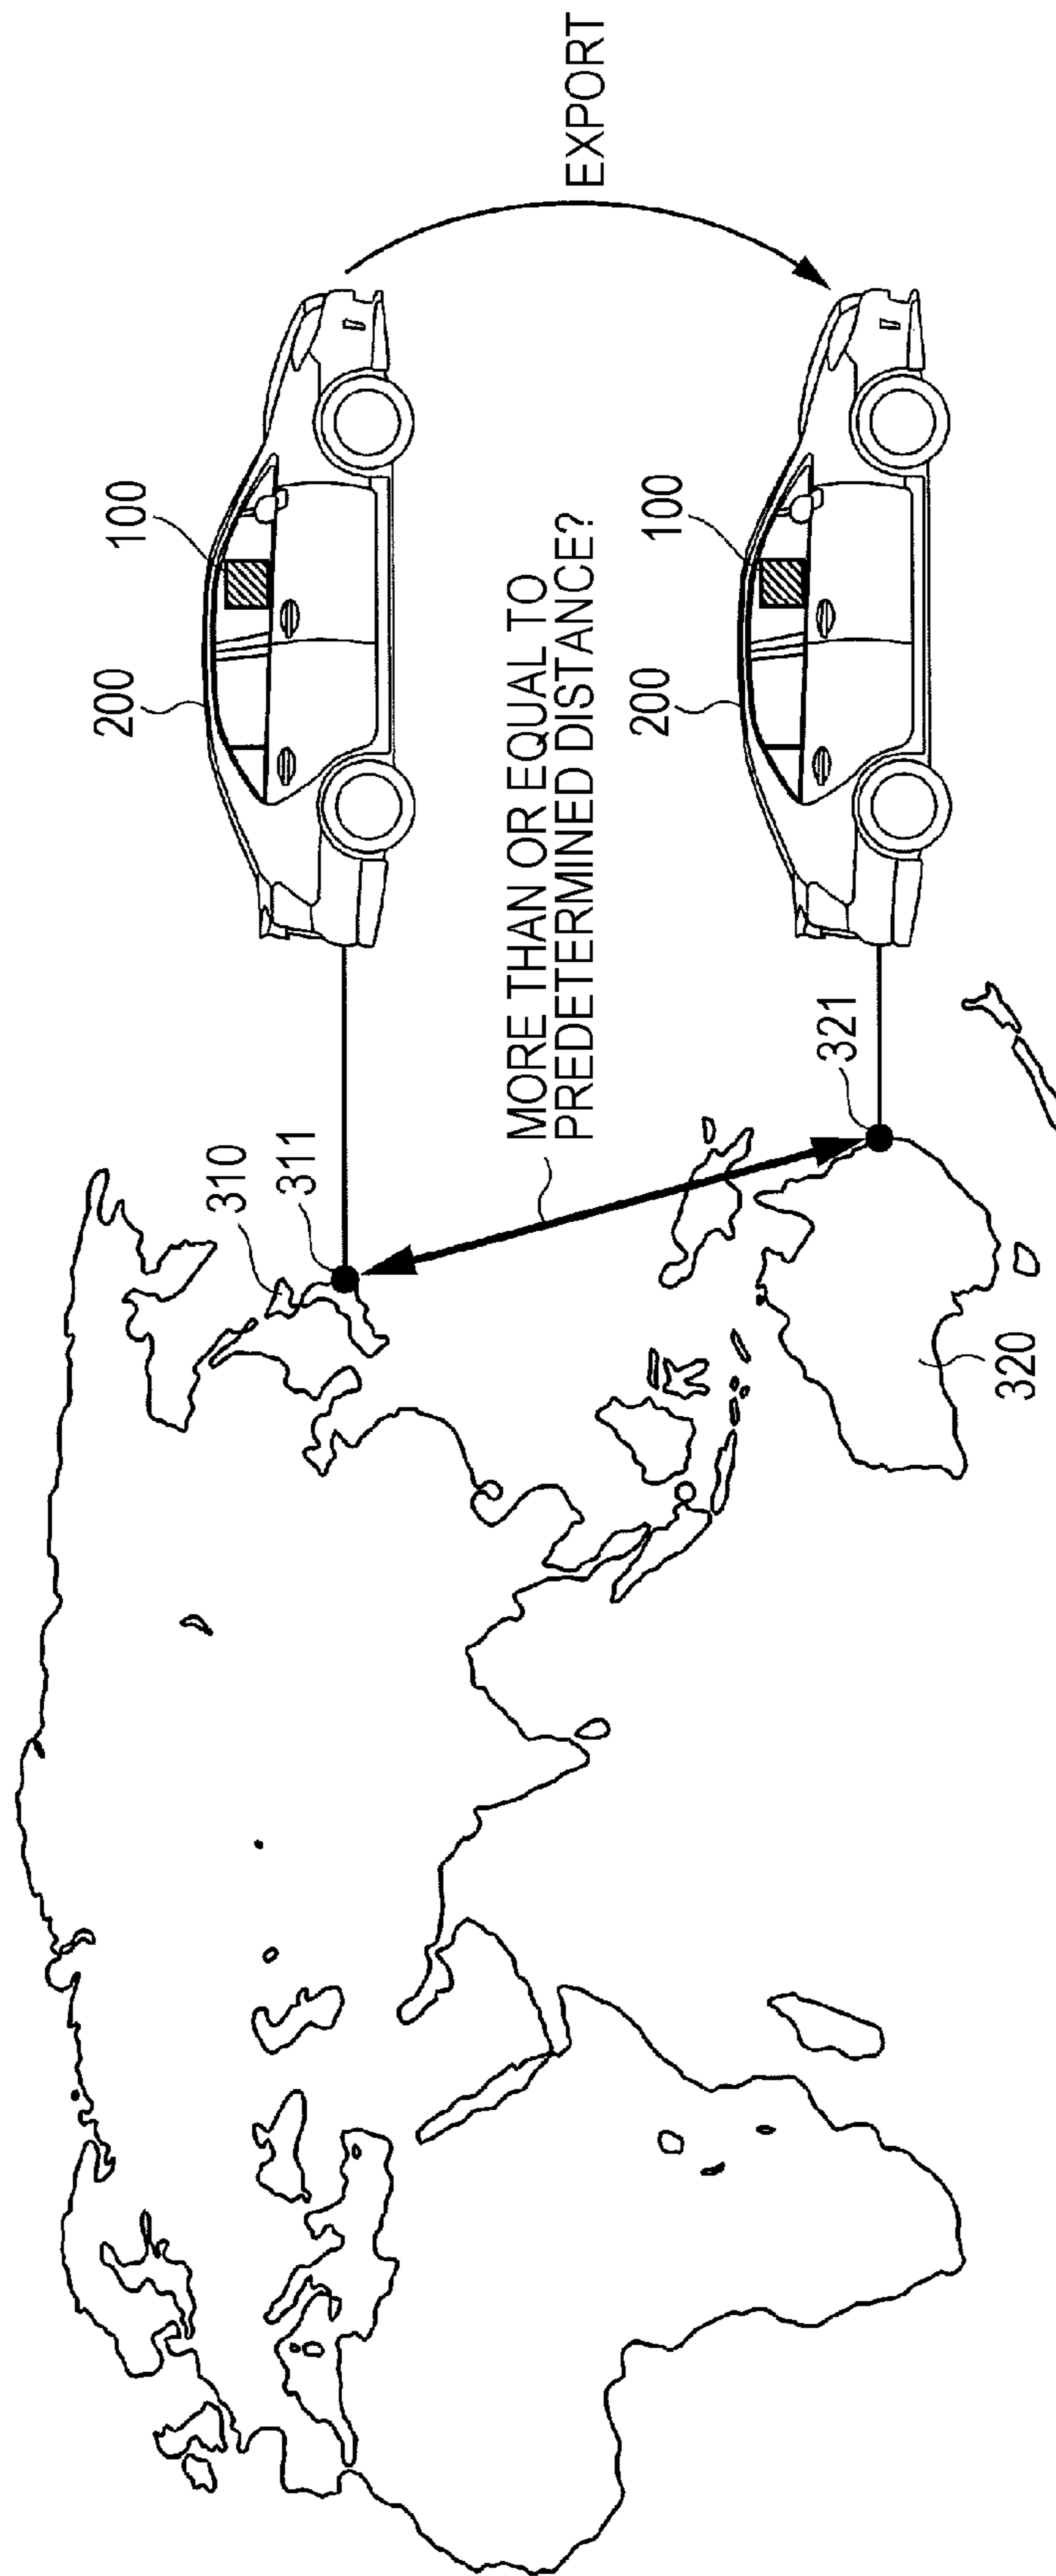 200
100
EXPORT
310
311
MORE THAN OR EQUAL TO
PREDETERMINED DISTANCE?
200
100
321
320